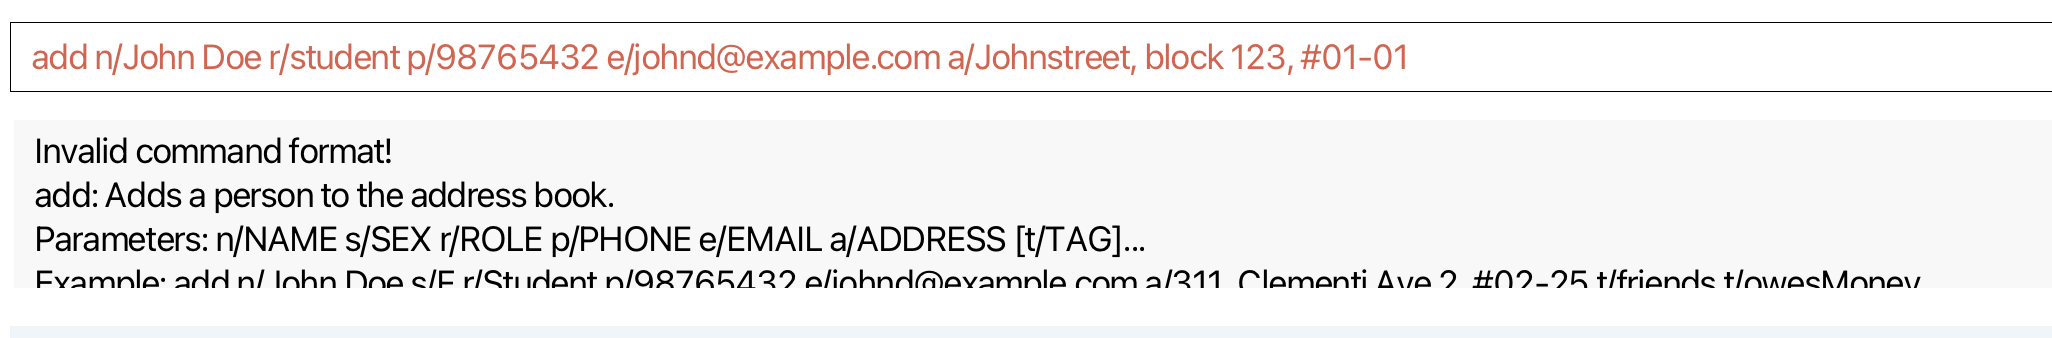 add n/John Doe r/student p/98765432 e/johnd@example.com a/Johnstreet, block 123, #01-01
Invalid command format!
add: Adds a person to the address book.
Parameters: n/NAME s/SEX r/ROLE p/PHONE e/EMAIL a/ADDRESS [t/TAG]...
Example: add n/John Doe s/F r/Student p/98765432 e/johnd@example.com a/311, Clementi Ave 2, #02-25 t/friends t/owesMoney